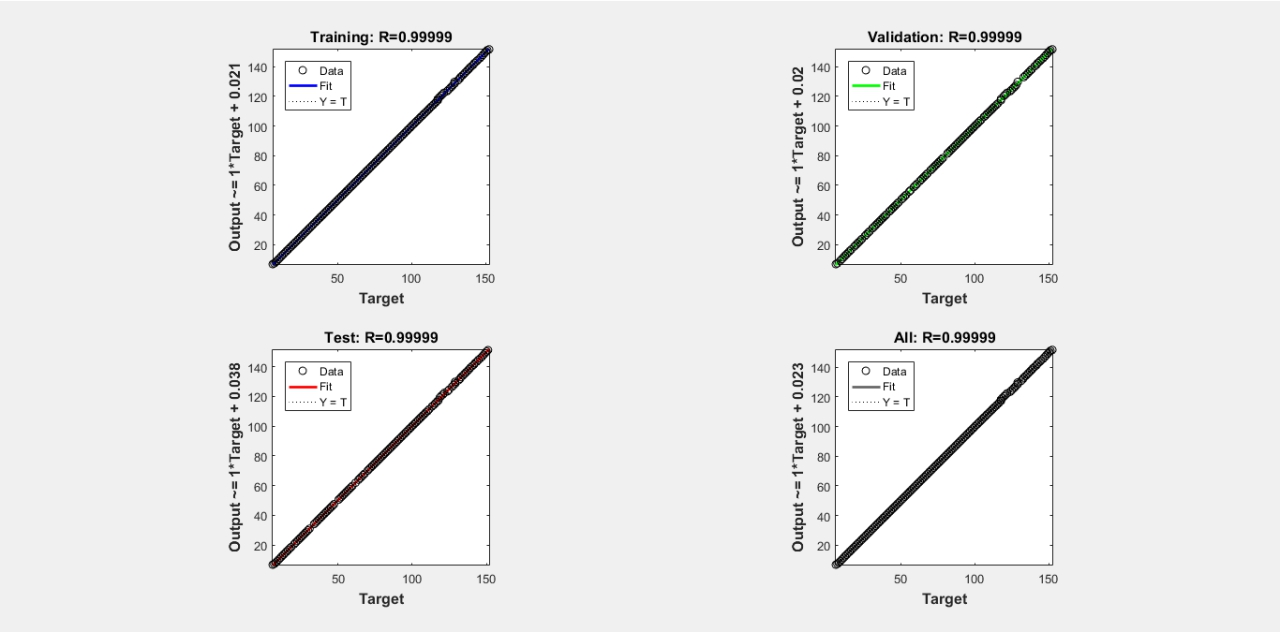 Training: R=0.99999
Output ~= 1*Target + 0.021
140
120
100
80
60
40
20
Data
Fit
Y = T
50 100 150
Target
Validation: R=0.99999
Output ~= 1*Target + 0.02
140
120
100
80
60
40
20
Data
Fit
Y = T
50 100 150
Target
Test: R=0.99999
Output ~= 1*Target + 0.038
140
120
100
80
60
40
20
Data
Fit
Y = T
50 100 150
Target
All: R=0.99999
Output ~= 1*Target + 0.023
140
120
100
80
60
40
20
Data
Fit
Y = T
50 100 150
Target